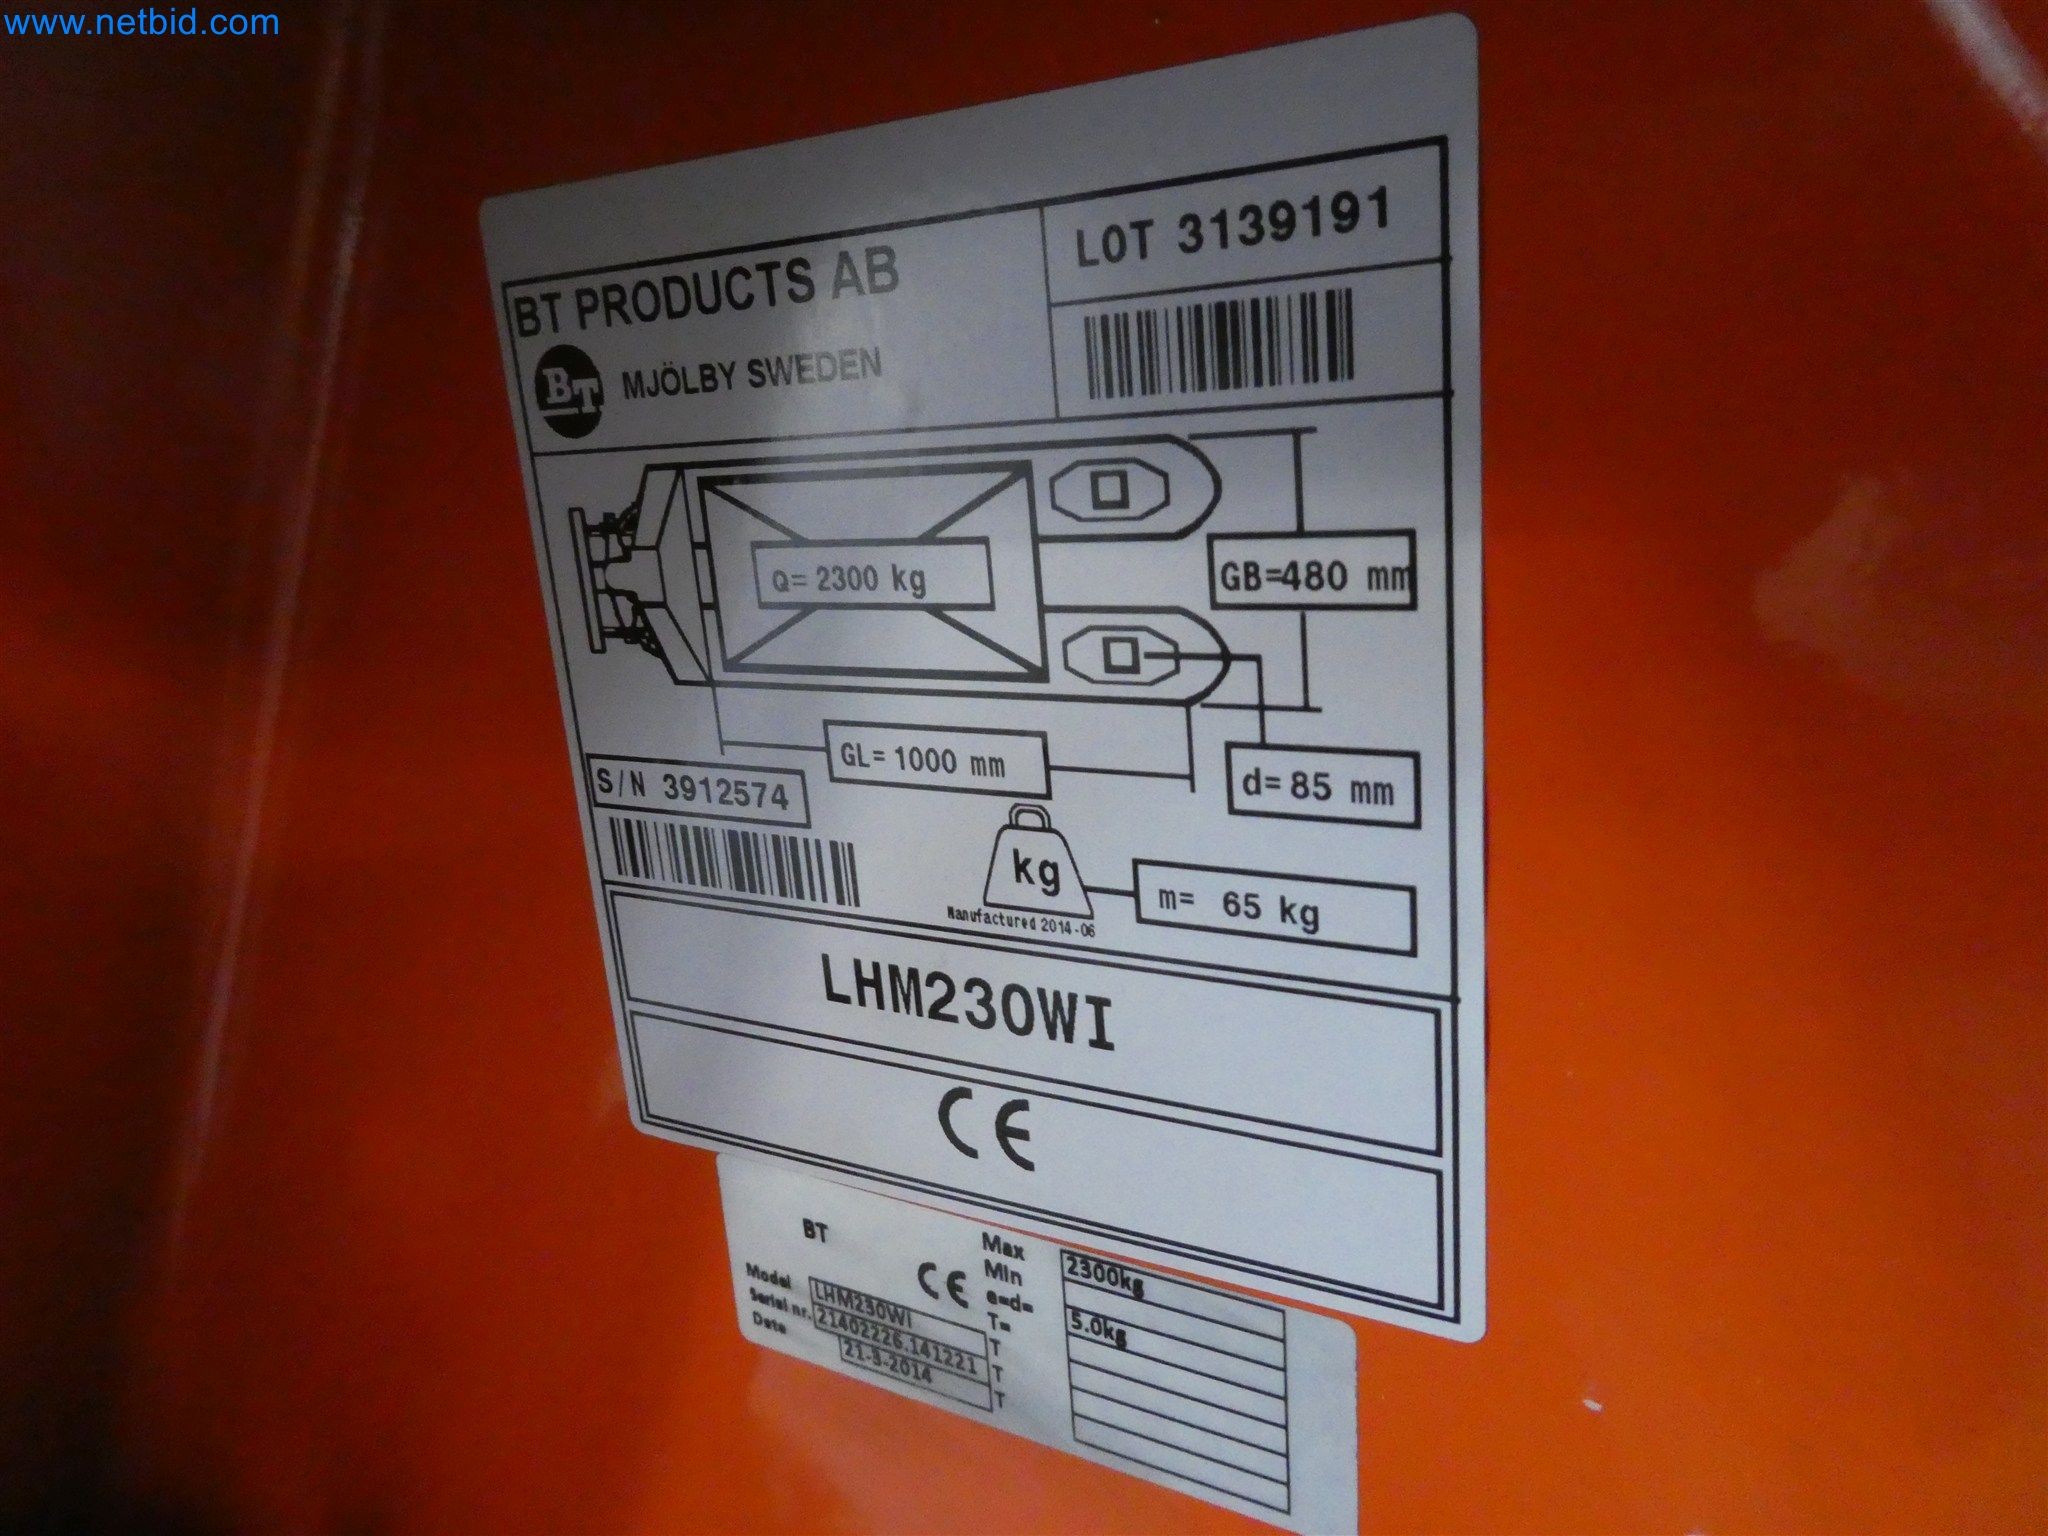 www.netbid.com
BT PRODUCTS AB
LOT 3139191
BT MJÖLBY SWEDEN
Q= 2300 kg
GB=480 mm
GL= 1000 mm
d= 85 mm
S/N 3912574
kg
m= 65 kg
Manufactured 2014-06
LHM230WI
CE
BT
CE
Model LHM230WI
Serial nr. 21402226.141221
Date 21-3-2014
Max 2300kg
Min
e=d= 5.0kg
T=
T
T
T